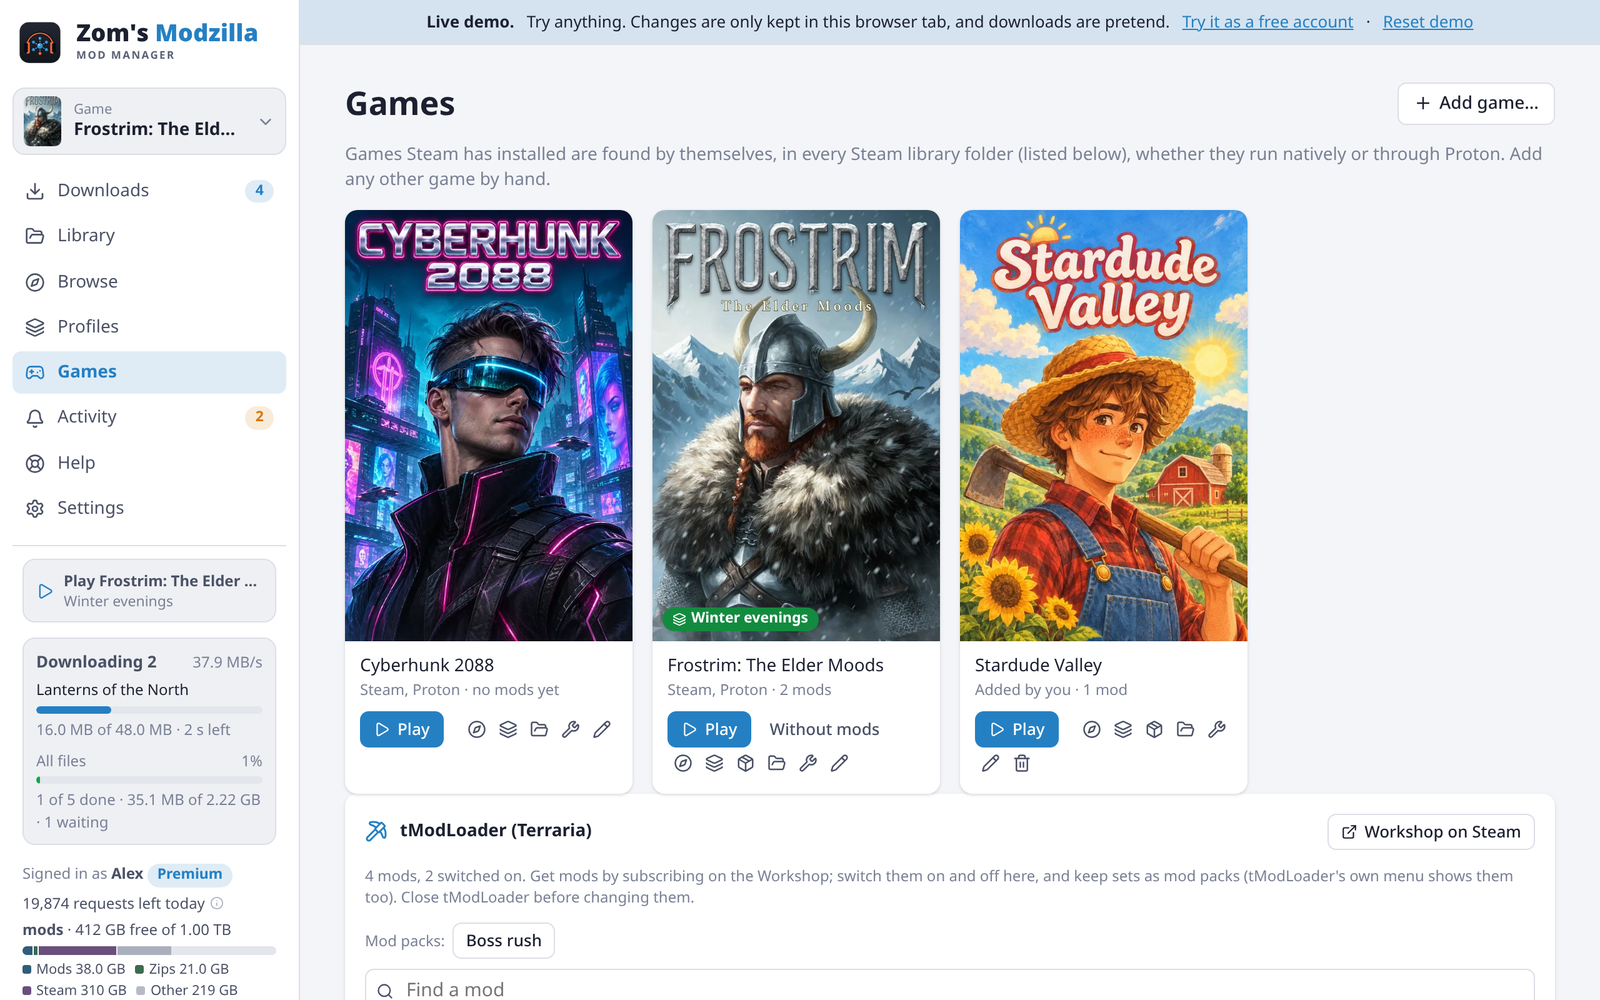 Zom's Modzilla
MOD MANAGER
Game
Frostrim: The Eld...
Downloads 4
Library
Browse
Profiles
Games
Activity 2
Help
Settings
Play Frostrim: The Elder ...
Winter evenings
Downloading 2 37.9 MB/s
Lanterns of the North
16.0 MB of 48.0 MB · 2 s left
All files 1%
1 of 5 done · 35.1 MB of 2.22 GB
· 1 waiting
Signed in as Alex Premium
19,874 requests left today
mods · 412 GB free of 1.00 TB
Mods 38.0 GB Zips 21.0 GB
Steam 310 GB Other 219 GB
Live demo. Try anything. Changes are only kept in this browser tab, and downloads are pretend. Try it as a free account · Reset demo
Games
Add game...
Games Steam has installed are found by themselves, in every Steam library folder (listed below), whether they run natively or through Proton. Add
any other game by hand.
CYBERHUNK
2088
Cyberhunk 2088
Steam, Proton · no mods yet
Play
FROSTRIM
The Elder Moods
Winter evenings
Frostrim: The Elder Moods
Steam, Proton · 2 mods
Play Without mods
Stardude
Valley
Stardude Valley
Added by you · 1 mod
Play
tModLoader (Terraria)
Workshop on Steam
4 mods, 2 switched on. Get mods by subscribing on the Workshop; switch them on and off here, and keep sets as mod packs (tModLoader's own menu shows them
too). Close tModLoader before changing them.
Mod packs: Boss rush
Find a mod